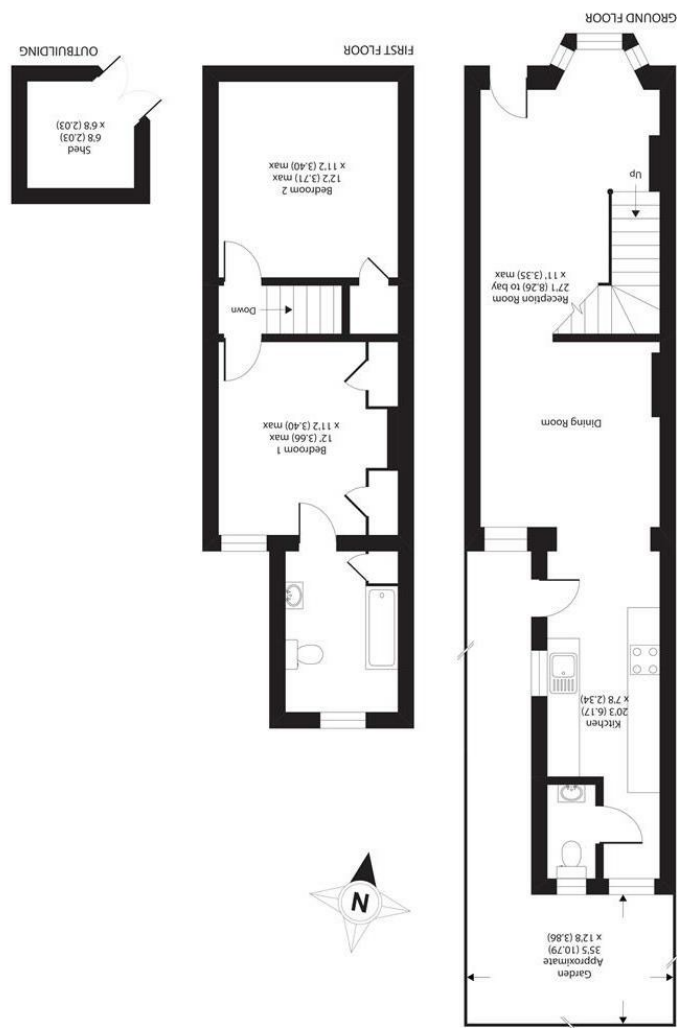 Garden
Approximate
35'5 (10.79)
x 12'8 (3.86)
N
Kitchen
20'3 (6.17)
x 7'8 (2.34)
Dining Room
Reception Room
27'1 (8.26) to bay
x 11' (3.35) max
Up
GROUND FLOOR
Bedroom 1
12' (3.66) max
x 11'2 (3.40) max
Down
Bedroom 2
12'2 (3.71) max
x 11'2 (3.40) max
FIRST FLOOR
Shed
6'8 (2.03)
x 6'8 (2.03)
OUTBUILDING